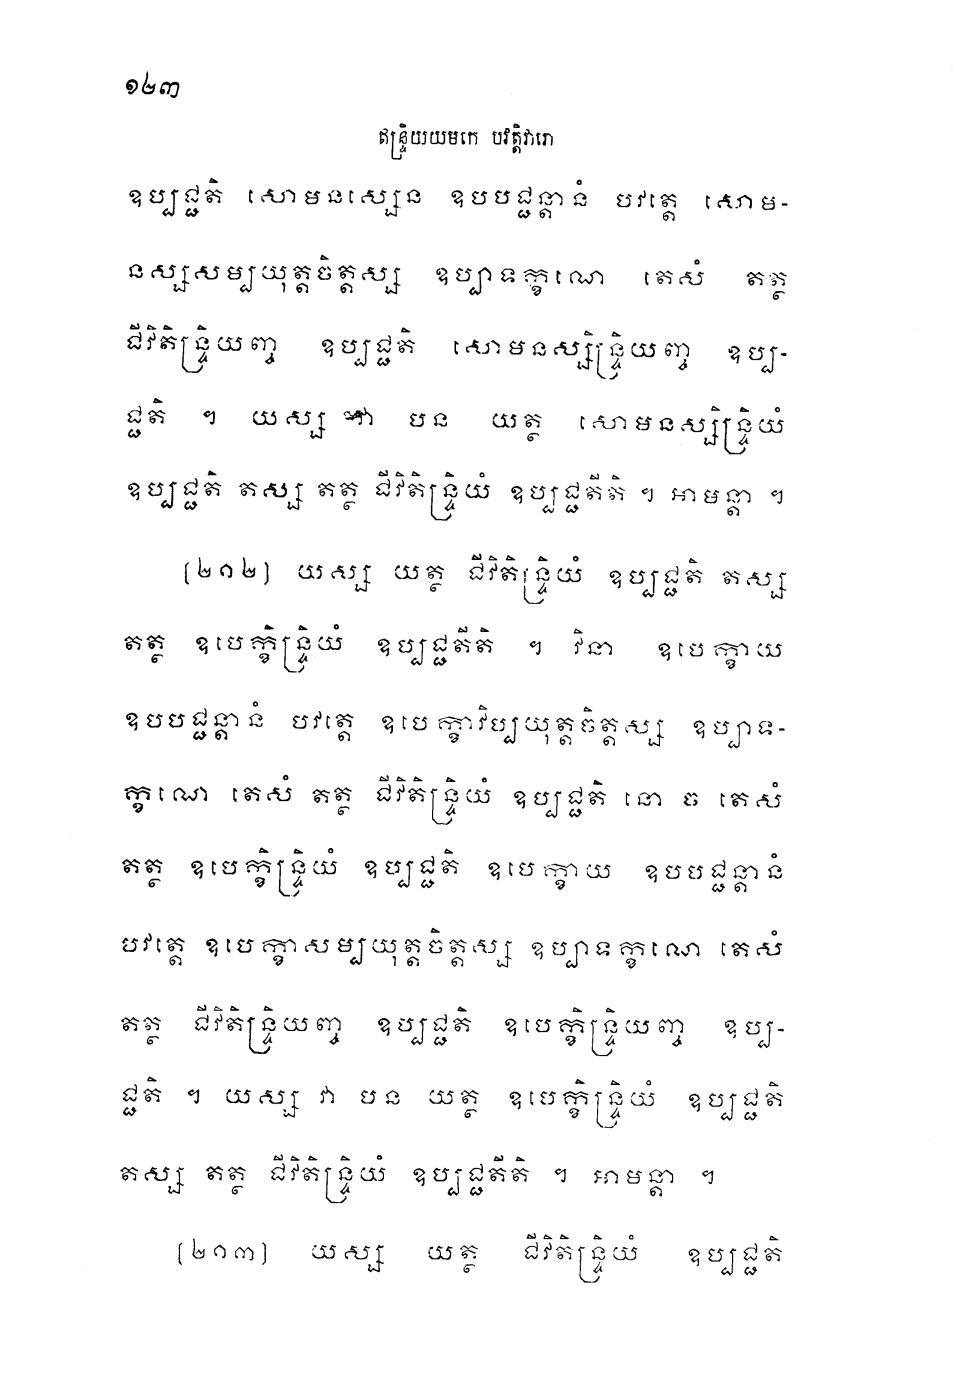 ១២៣
ឥន្ទ្រិយយមកេ បវត្តិវារោ
ឧប្បជ្ជតិ សោមនស្សេន ឧបបជ្ជន្តានំ បវត្តេ សោម-
នស្សសម្បយុត្តចិត្តស្ស ឧប្បាទក្ខណេ តេសំ តត្ថ
ជីវិតិន្ទ្រិយញ្ច ឧប្បជ្ជតិ សោមនស្សិន្ទ្រិយញ្ច ឧប្ប-
ជ្ជតិ ។ យស្ស វា បន យត្ថ សោមនស្សិន្ទ្រិយំ
ឧប្បជ្ជតិ តស្ស តត្ថ ជីវិតិន្ទ្រិយំ ឧប្បជ្ជតីតិ ។ អាមន្តា ។
(២១២) យស្ស យត្ថ ជីវិតិន្ទ្រិយំ ឧប្បជ្ជតិ តស្ស
តត្ថ ឧបេក្ខិន្ទ្រិយំ ឧប្បជ្ជតីតិ ។ វិនា ឧបេក្ខាយ
ឧបបជ្ជន្តានំ បវត្តេ ឧបេក្ខាវិប្បយុត្តចិត្តស្ស ឧប្បាទ-
ក្ខណេ តេសំ តត្ថ ជីវិតិន្ទ្រិយំ ឧប្បជ្ជតិ នោ ច តេសំ
តត្ថ ឧបេក្ខិន្ទ្រិយំ ឧប្បជ្ជតិ ឧបេក្ខាយ ឧបបជ្ជន្តានំ
បវត្តេ ឧបេក្ខាសម្បយុត្តចិត្តស្ស ឧប្បាទក្ខណេ តេសំ
តត្ថ ជីវិតិន្ទ្រិយញ្ច ឧប្បជ្ជតិ ឧបេក្ខិន្ទ្រិយញ្ច ឧប្ប-
ជ្ជតិ ។ យស្ស វា បន យត្ថ ឧបេក្ខិន្ទ្រិយំ ឧប្បជ្ជតិ
តស្ស តត្ថ ជីវិតិន្ទ្រិយំ ឧប្បជ្ជតីតិ ។ អាមន្តា ។
(២១៣) យស្ស យត្ថ ជីវិតិន្ទ្រិយំ ឧប្បជ្ជតិ